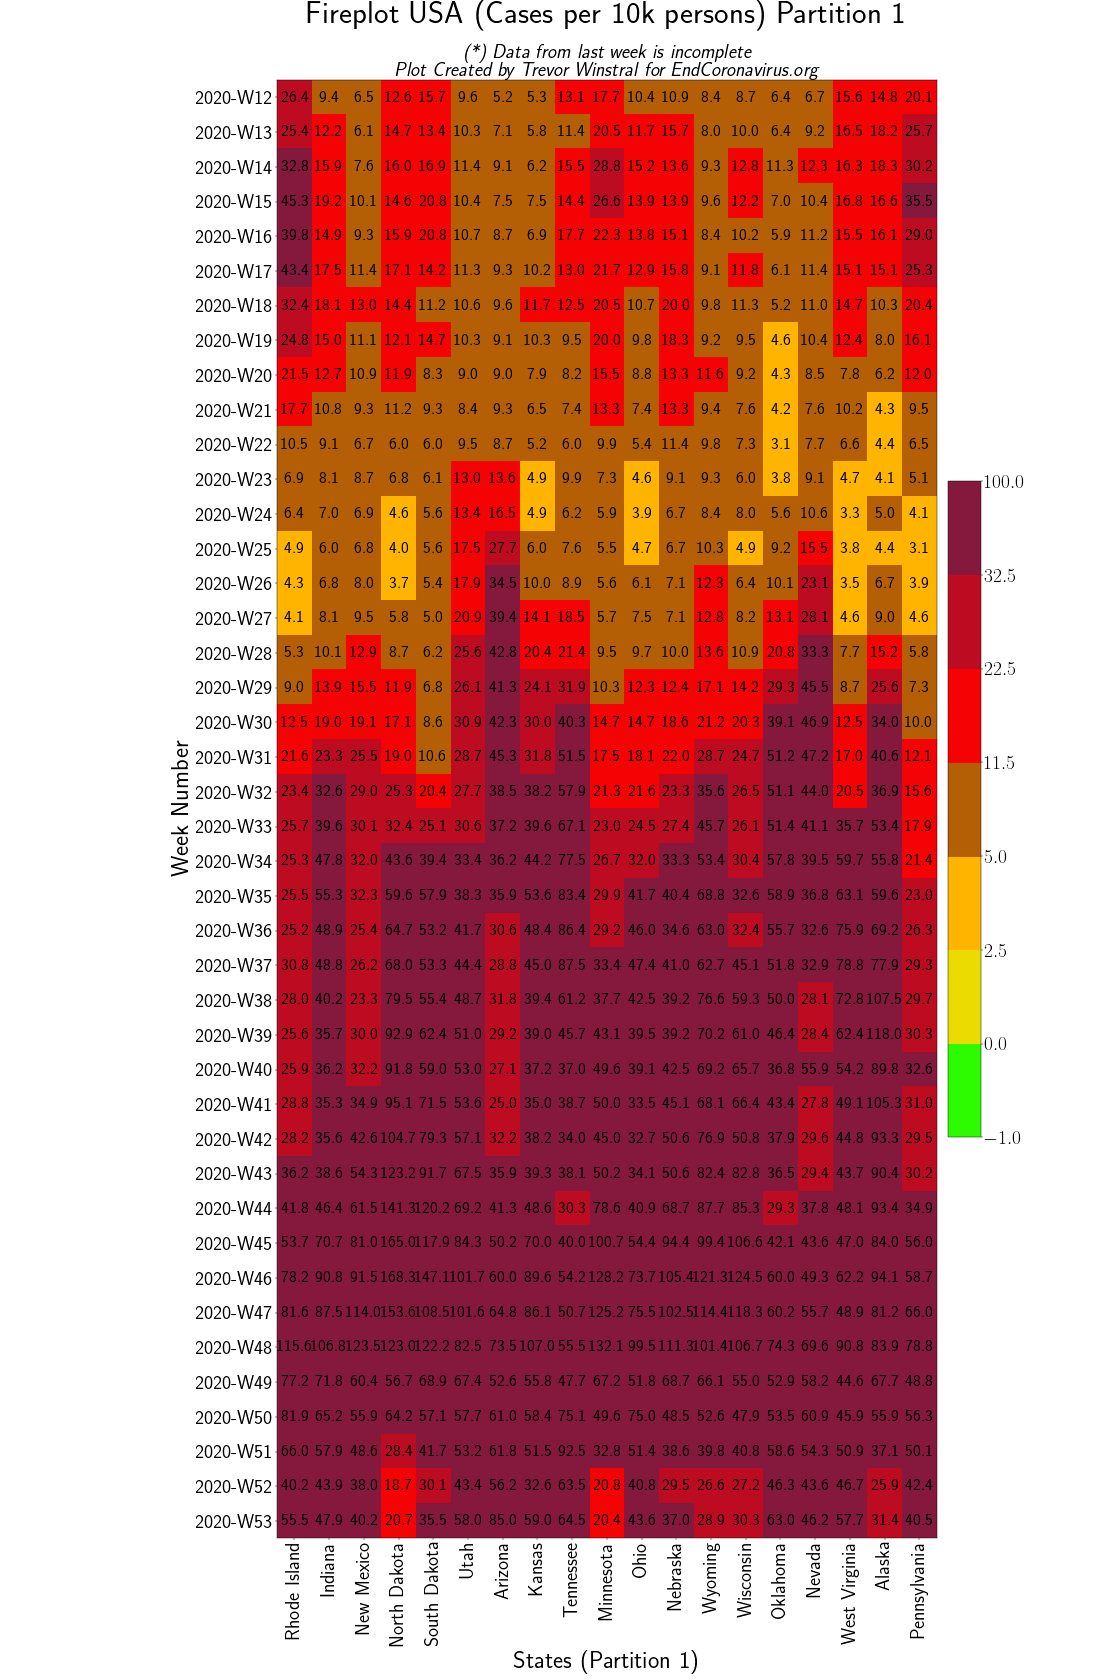 Fireplot USA (Cases per 10k persons) Partition 1
(*) Data from last week is incomplete
Plot Created by Trevor Winstral for EndCoronavirus.org
2020-W12 26.4 9.4 6.5 12.6 15.7 9.6 5.2 5.3 13.1 17.7 10.4 10.9 8.4 8.7 6.4 6.7 15.6 14.8 20.1
2020-W13 25.4 12.2 6.1 14.7 13.4 10.3 7.1 5.8 11.4 20.5 11.7 15.7 8.0 10.0 6.4 9.2 16.5 18.2 25.7
2020-W14 32.8 15.9 7.6 16.0 16.9 11.4 9.1 6.2 15.5 28.8 15.2 13.6 9.3 12.8 11.3 12.3 16.3 18.3 30.2
2020-W15 45.3 19.2 10.1 14.6 20.8 10.4 7.5 7.5 14.4 26.6 13.9 13.9 9.6 12.2 7.0 10.4 16.8 16.6 35.5
2020-W16 39.8 14.9 9.3 15.9 20.8 10.7 8.7 6.9 17.7 22.3 13.8 15.1 8.4 10.2 5.9 11.2 15.5 16.1 29.0
2020-W17 43.4 17.5 11.4 17.1 14.2 11.3 9.3 10.2 13.0 21.7 12.9 15.8 9.1 11.8 6.1 11.4 15.1 15.1 25.3
2020-W18 32.4 18.1 13.0 14.4 11.2 10.6 9.6 11.7 12.5 20.5 10.7 20.0 9.8 11.3 5.2 11.0 14.7 10.3 20.4
2020-W19 24.8 15.0 11.1 12.1 14.7 10.3 9.1 10.3 9.5 20.0 9.8 18.3 9.2 9.5 4.6 10.4 12.4 8.0 16.1
2020-W20 21.5 12.7 10.9 11.9 8.3 9.0 9.0 7.9 8.2 15.5 8.8 13.3 11.6 9.2 4.3 8.5 7.8 6.2 12.0
2020-W21 17.7 10.8 9.3 11.2 9.3 8.4 9.3 6.5 7.4 13.3 7.4 13.3 9.4 7.6 4.2 7.6 10.2 4.3 9.5
2020-W22 10.5 9.1 6.7 6.0 6.0 9.5 8.7 5.2 6.0 9.9 5.4 11.4 9.8 7.3 3.1 7.7 6.6 4.4 6.5
2020-W23 6.9 8.1 8.7 6.8 6.1 13.0 13.6 4.9 9.9 7.3 4.6 9.1 9.3 6.0 3.8 9.1 4.7 4.1 5.1
2020-W24 6.4 7.0 6.9 4.6 5.6 13.4 16.5 4.9 6.2 5.9 3.9 6.7 8.4 8.0 5.6 10.6 3.3 5.0 4.1
2020-W25 4.9 6.0 6.8 4.0 5.6 17.5 27.7 6.0 7.6 5.5 4.7 6.7 10.3 4.9 9.2 15.5 3.8 4.4 3.1
2020-W26 4.3 6.8 8.0 3.7 5.4 17.9 34.5 10.0 8.9 5.6 6.1 7.1 12.3 6.4 10.1 23.1 3.5 6.7 3.9
2020-W27 4.1 8.1 9.5 5.8 5.0 20.9 39.4 14.1 18.5 5.7 7.5 7.1 12.8 8.2 13.1 28.1 4.6 9.0 4.6
2020-W28 5.3 10.1 12.9 8.7 6.2 25.6 42.8 20.4 21.4 9.5 9.7 10.0 13.6 10.9 20.8 33.3 7.7 15.2 5.8
2020-W29 9.0 13.9 15.5 11.9 6.8 26.1 41.3 24.1 31.9 10.3 12.3 12.4 17.1 14.2 29.3 45.5 8.7 25.6 7.3
2020-W30 12.5 19.0 19.1 17.1 8.6 30.9 42.3 30.0 40.3 14.7 14.7 18.6 21.2 20.3 39.1 46.9 12.5 34.0 10.0
2020-W31 21.6 23.3 25.5 19.0 10.6 28.7 45.3 31.8 51.5 17.5 18.1 22.0 28.7 24.7 51.2 47.2 17.0 40.6 12.1
2020-W32 23.4 32.6 29.0 25.3 20.4 27.7 38.5 38.2 57.9 21.3 21.6 23.3 35.6 26.5 51.1 44.0 20.5 36.9 15.6
2020-W33 25.7 39.6 30.1 32.4 25.1 30.6 37.2 39.6 67.1 23.0 24.5 27.4 45.7 26.1 51.4 41.1 35.7 53.4 17.9
2020-W34 25.3 47.8 32.0 43.6 39.4 33.4 36.2 44.2 77.5 26.7 32.0 33.3 53.4 30.4 57.8 39.5 59.7 55.8 21.4
2020-W35 25.5 55.3 32.3 59.6 57.9 38.3 35.9 53.6 83.4 29.9 41.7 40.4 68.8 32.6 58.9 36.8 63.1 59.6 23.0
2020-W36 25.2 48.9 25.4 64.7 53.2 41.7 30.6 48.4 86.4 29.2 46.0 34.6 63.0 32.4 55.7 32.6 75.9 69.2 26.3
2020-W37 30.8 48.8 26.2 68.0 53.3 44.4 28.8 45.0 87.5 33.4 47.4 41.0 62.7 45.1 51.8 32.9 78.8 77.9 29.3
2020-W38 28.0 40.2 23.3 79.5 55.4 48.7 31.8 39.4 61.2 37.7 42.5 39.2 76.6 59.3 50.0 28.1 72.8 107.5 29.7
2020-W39 25.6 35.7 30.0 92.9 62.4 51.0 29.2 39.0 45.7 43.1 39.5 39.2 70.2 61.0 46.4 28.4 62.4 118.0 30.3
2020-W40 25.9 36.2 32.2 91.8 59.0 53.0 27.1 37.2 37.0 49.6 39.1 42.5 69.2 65.7 36.8 55.9 54.2 89.8 32.6
2020-W41 28.8 35.3 34.9 95.1 71.5 53.6 25.0 35.0 38.7 50.0 33.5 45.1 68.1 66.4 43.4 27.8 49.1 105.3 31.0
2020-W42 28.2 35.6 42.6 104.7 79.3 57.1 32.2 38.2 34.0 45.0 32.7 50.6 76.9 50.8 37.9 29.6 44.8 93.3 29.5
2020-W43 36.2 38.6 54.3 123.2 91.7 67.5 35.9 39.3 38.1 50.2 34.1 50.6 82.4 82.8 36.5 29.4 43.7 90.4 30.2
2020-W44 41.8 46.4 61.5 141.3 120.2 69.2 41.3 48.6 30.3 78.6 40.9 68.7 87.7 85.3 29.3 37.8 48.1 93.4 34.9
2020-W45 53.7 70.7 81.0 165.0 117.9 84.3 50.2 70.0 40.0 100.7 54.4 94.4 99.4 106.6 42.1 43.6 47.0 84.0 56.0
2020-W46 78.2 90.8 91.5 168.3 147.1 101.7 60.0 89.6 54.2 128.2 73.7 105.4 121.3 124.5 60.0 49.3 62.2 94.1 58.7
2020-W47 81.6 87.5 114.0 153.6 108.5 101.6 64.8 86.1 50.7 125.2 75.5 102.5 114.4 118.3 60.2 55.7 48.9 81.2 66.0
2020-W48 115.6 106.8 123.5 123.0 122.2 82.5 73.5 107.0 55.5 132.1 99.5 111.3 101.4 106.7 74.3 69.6 90.8 83.9 78.8
2020-W49 77.2 71.8 60.4 56.7 68.9 67.4 52.6 55.8 47.7 67.2 51.8 68.7 66.1 55.0 52.9 58.2 44.6 67.7 48.8
2020-W50 81.9 65.2 55.9 64.2 57.1 57.7 61.0 58.4 75.1 49.6 75.0 48.5 52.6 47.9 53.5 60.9 45.9 55.9 56.3
2020-W51 66.0 57.9 48.6 28.4 41.7 53.2 61.8 51.5 92.5 32.8 51.4 38.6 39.8 40.8 58.6 54.3 50.9 37.1 50.1
2020-W52 40.2 43.9 38.0 18.7 30.1 43.4 56.2 32.6 63.5 20.8 40.8 29.5 26.6 27.2 46.3 43.6 46.7 25.9 42.4
2020-W53 55.5 47.9 40.2 20.7 35.5 58.0 85.0 59.0 64.5 20.4 43.6 37.0 28.9 30.3 63.0 46.2 57.7 31.4 40.5
Week Number
Rhode Island
Indiana
New Mexico
North Dakota
South Dakota
Utah
Arizona
Kansas
Tennessee
Minnesota
Ohio
Nebraska
Wyoming
Wisconsin
Oklahoma
Nevada
West Virginia
Alaska
Pennsylvania
States (Partition 1)
100.0
32.5
22.5
11.5
5.0
2.5
0.0
−1.0